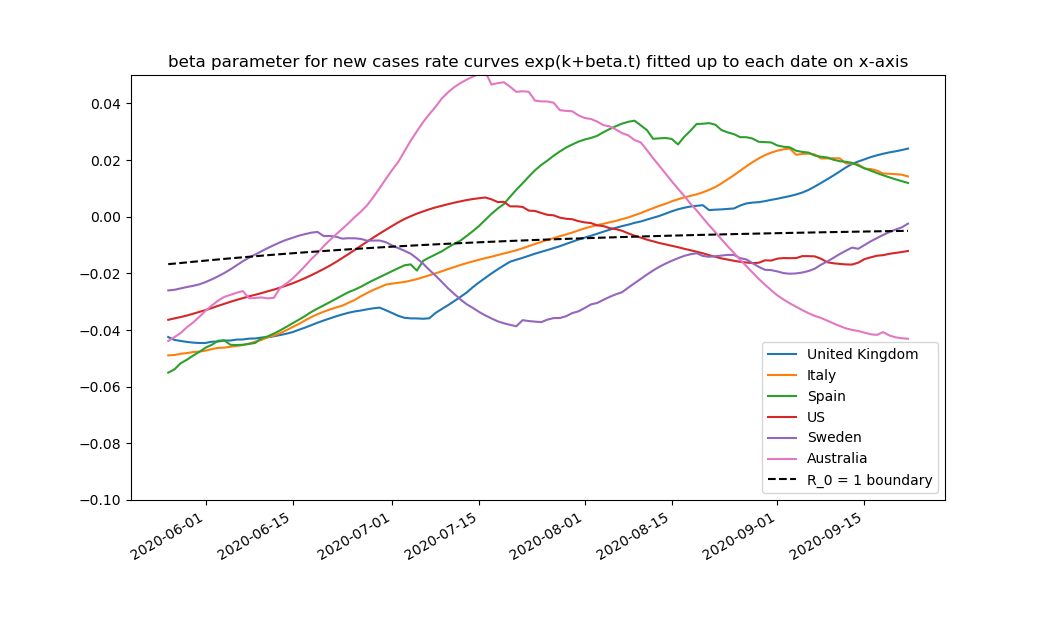 beta parameter for new cases rate curves exp(k+beta.t) fitted up to each date on x-axis
0.04
0.02
0.00
−0.02
−0.04
−0.06
−0.08
−0.10
United Kingdom
Italy
Spain
US
Sweden
Australia
R_0 = 1 boundary
2020-06-01
2020-06-15
2020-07-01
2020-07-15
2020-08-01
2020-08-15
2020-09-01
2020-09-15